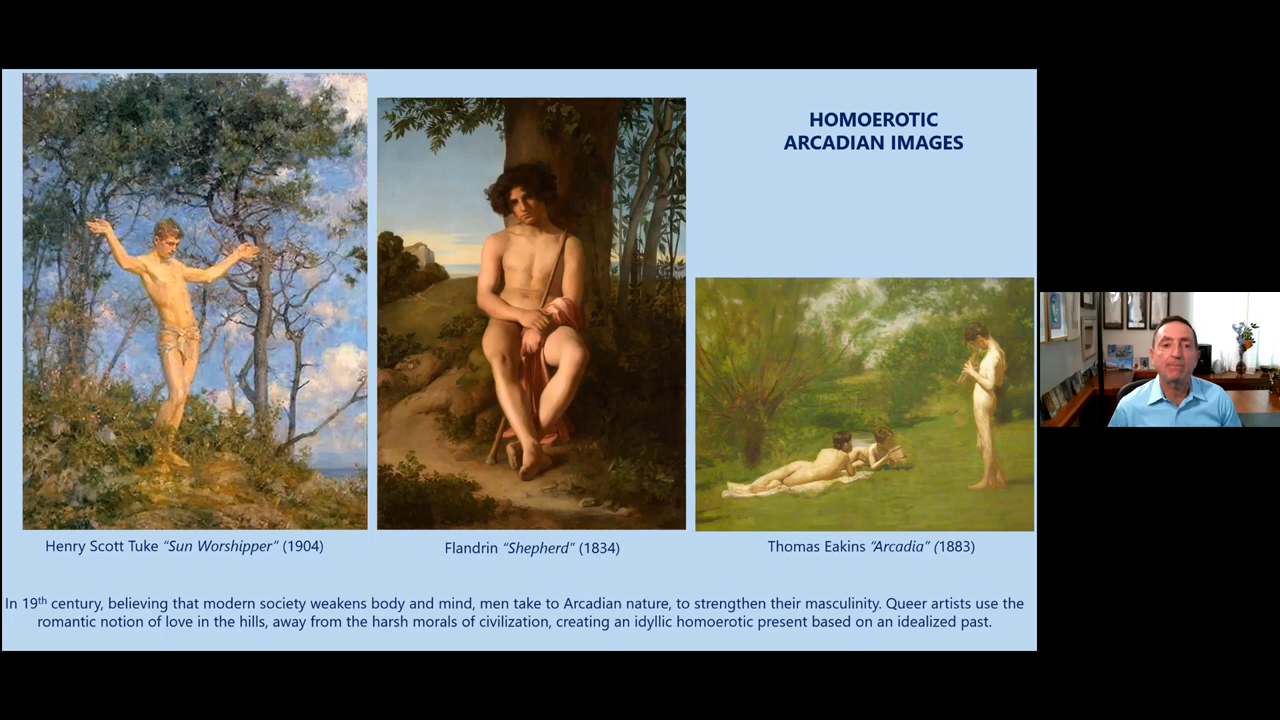 HOMOEROTIC
ARCADIAN IMAGES
Henry Scott Tuke “Sun Worshipper” (1904)
Flandrin “Shepherd” (1834)
Thomas Eakins “Arcadia” (1883)
In 19th century, believing that modern society weakens body and mind, men take to Arcadian nature, to strengthen their masculinity. Queer artists use the
romantic notion of love in the hills, away from the harsh morals of civilization, creating an idyllic homoerotic present based on an idealized past.